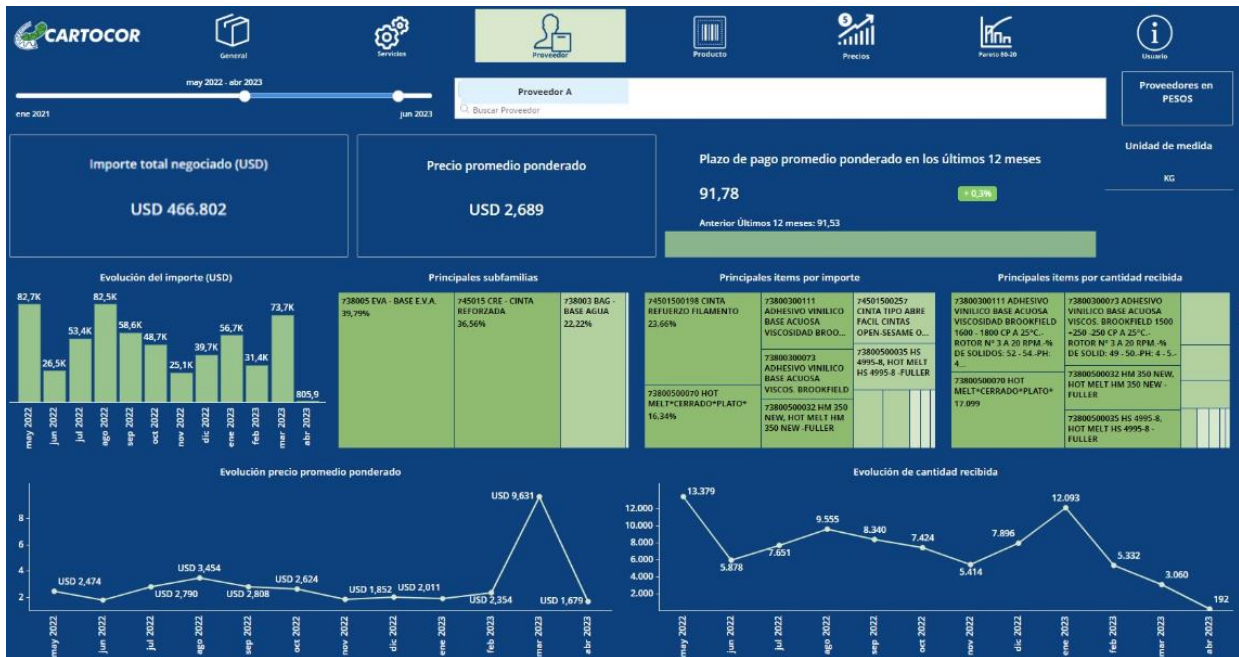 CARTOCOR
General
Servicios
Proveedor
Producto
Precios
Pareto 80-20
Usuario
may 2022 - abr 2023
ene 2021
jun 2023
Proveedor A
Buscar Proveedor
Proveedores en
PESOS
Importe total negociado (USD)
USD 466.802
Precio promedio ponderado
USD 2,689
Plazo de pago promedio ponderado en los últimos 12 meses
91,78
+ 0,3%
Anterior Últimos 12 meses: 91,53
Unidad de medida
KG
Evolución del importe (USD)
82,7K
26,5K
53,4K
82,5K
58,6K
48,7K
25,1K
39,7K
56,7K
31,4K
73,7K
805,9
may 2022
jun 2022
jul 2022
ago 2022
sep 2022
oct 2022
nov 2022
dic 2022
ene 2023
feb 2023
mar 2023
abr 2023
Principales subfamilias
738005 EVA - BASE E.V.A.
39,79%
745015 CRE - CINTA
REFORZADA
36,56%
738003 BAG -
BASE AGUA
22,22%
Principales items por importe
74501500198 CINTA
REFUERZO FILAMENTO
23.66%
73800500070 HOT
MELT*CERRADO*PLATO*
16.34%
73800300111
ADHESIVO VINILICO
BASE ACUOSA
VISCOSIDAD BROO...
73800300073
ADHESIVO VINILICO
BASE ACUOSA
VISCOS. BROOKFIELD
73800500032 HM 350
NEW, HOT MELT HM
350 NEW -FULLER
74501500257
CINTA TIPO ABRE
FACIL CINTAS
OPEN-SESAME O...
73800500035 HS
4995-8, HOT MELT
HS 4995-8 -FULLER
Principales items por cantidad recibida
73800300111 ADHESIVO
VINILICO BASE ACUOSA
VISCOSIDAD BROOKFIELD
1600 - 1800 CP A 25°C.-
ROTOR Nº 3 A 20 RPM.-%
DE SOLIDOS: 52 - 54.-PH:
4...
73800500070 HOT
MELT*CERRADO*PLATO*
17.099
73800300073 ADHESIVO
VINILICO BASE ACUOSA
VISCOS. BROOKFIELD 1500
+250 -250 CP A 25°C.-
ROTOR Nº 3 A 20 RPM.-%
DE SOLID: 49 - 50.-PH: 4 - 5.-
73800500032 HM 350 NEW,
HOT MELT HM 350 NEW -
FULLER
73800500035 HS 4995-8,
HOT MELT HS 4995-8 -
FULLER
Evolución precio promedio ponderado
8
6
4
2
USD 2,474
USD 2,790
USD 3,454
USD 2,808
USD 2,624
USD 1,852
USD 2,011
USD 2,354
USD 9,631
USD 1,679
may 2022
jun 2022
jul 2022
ago 2022
sep 2022
oct 2022
nov 2022
dic 2022
ene 2023
feb 2023
mar 2023
abr 2023
Evolución de cantidad recibida
12.000
10.000
8.000
6.000
4.000
2.000
13.379
5.878
7.651
9.555
8.340
7.424
5.414
7.896
12.093
5.332
3.060
192
may 2022
jun 2022
jul 2022
ago 2022
sep 2022
oct 2022
nov 2022
dic 2022
ene 2023
feb 2023
mar 2023
abr 2023